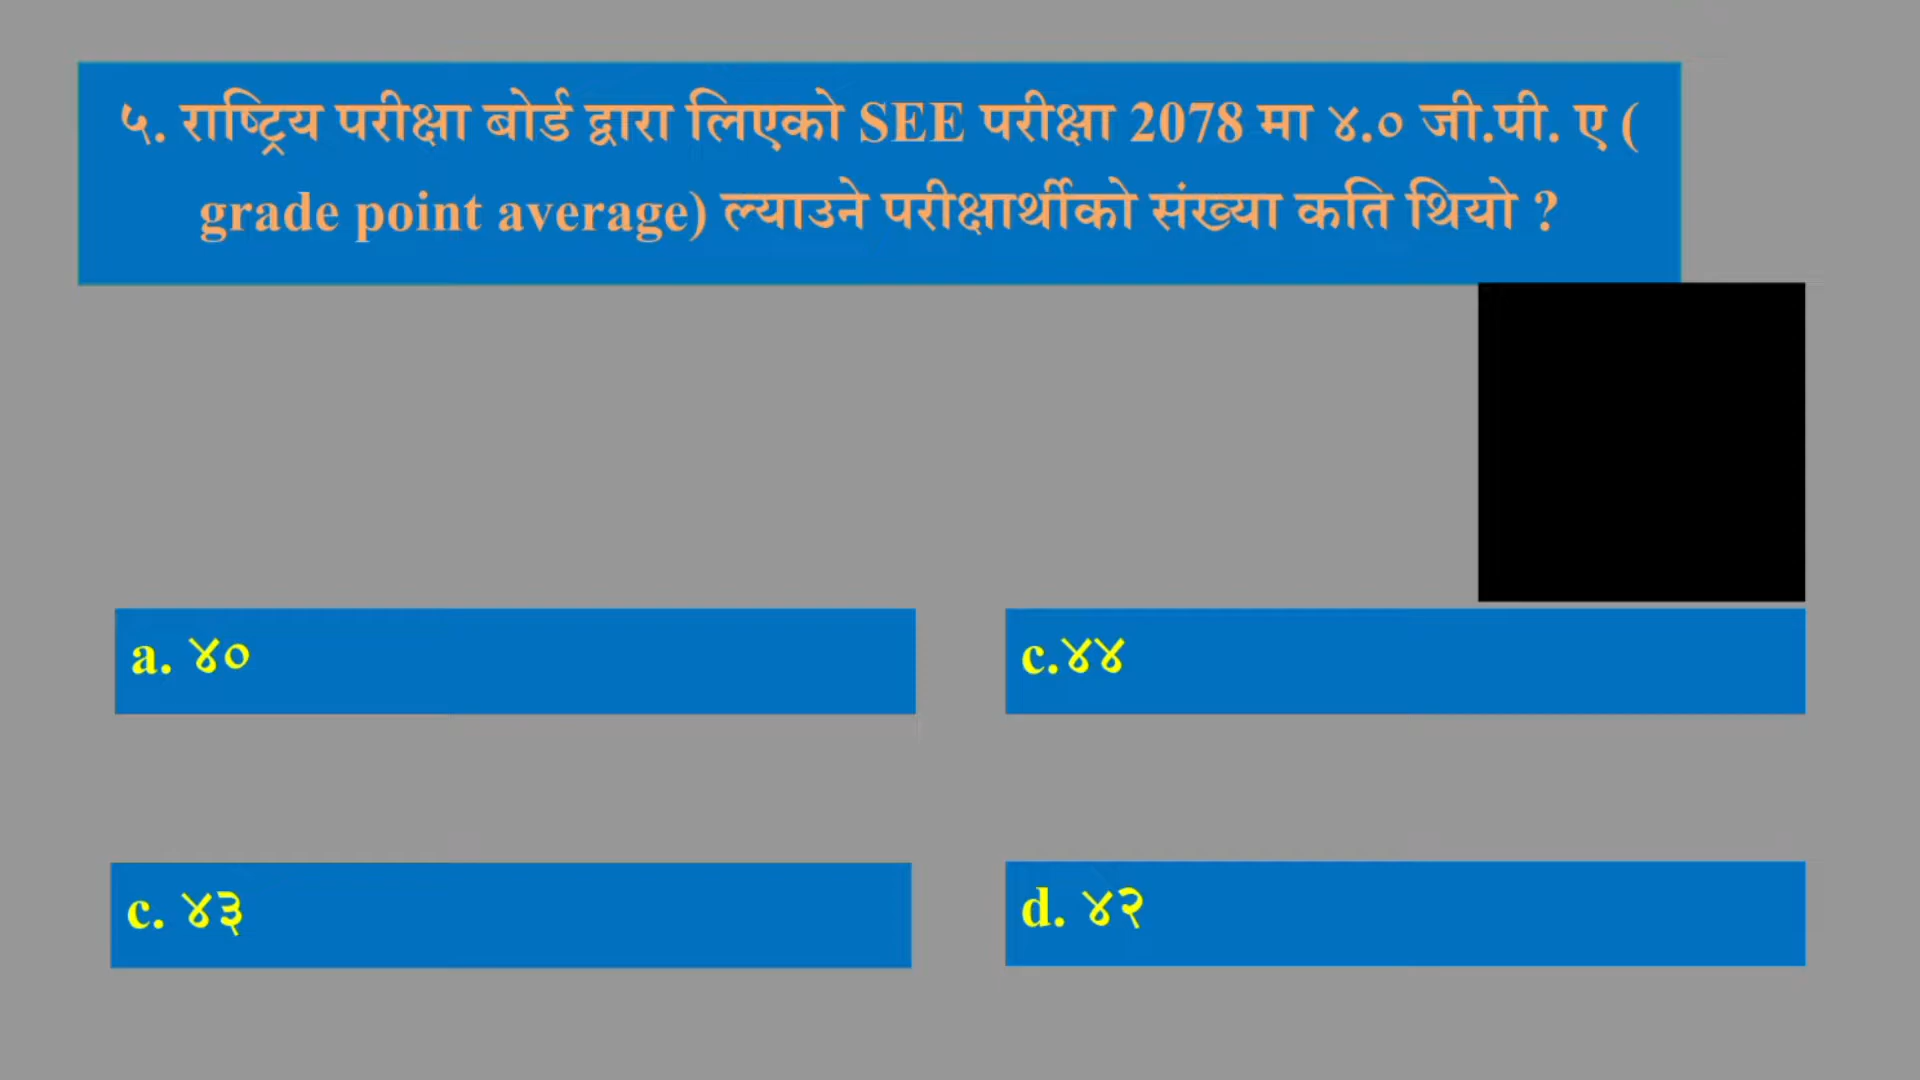 ५. राष्ट्रिय परीक्षा बोर्ड द्वारा लिएको SEE परीक्षा 2078 मा ४.० जी.पी. ए (
grade point average) ल्याउने परीक्षार्थीको संख्या कति थियो ?
a. ४०
c.४४
c. ४३
d. ४२